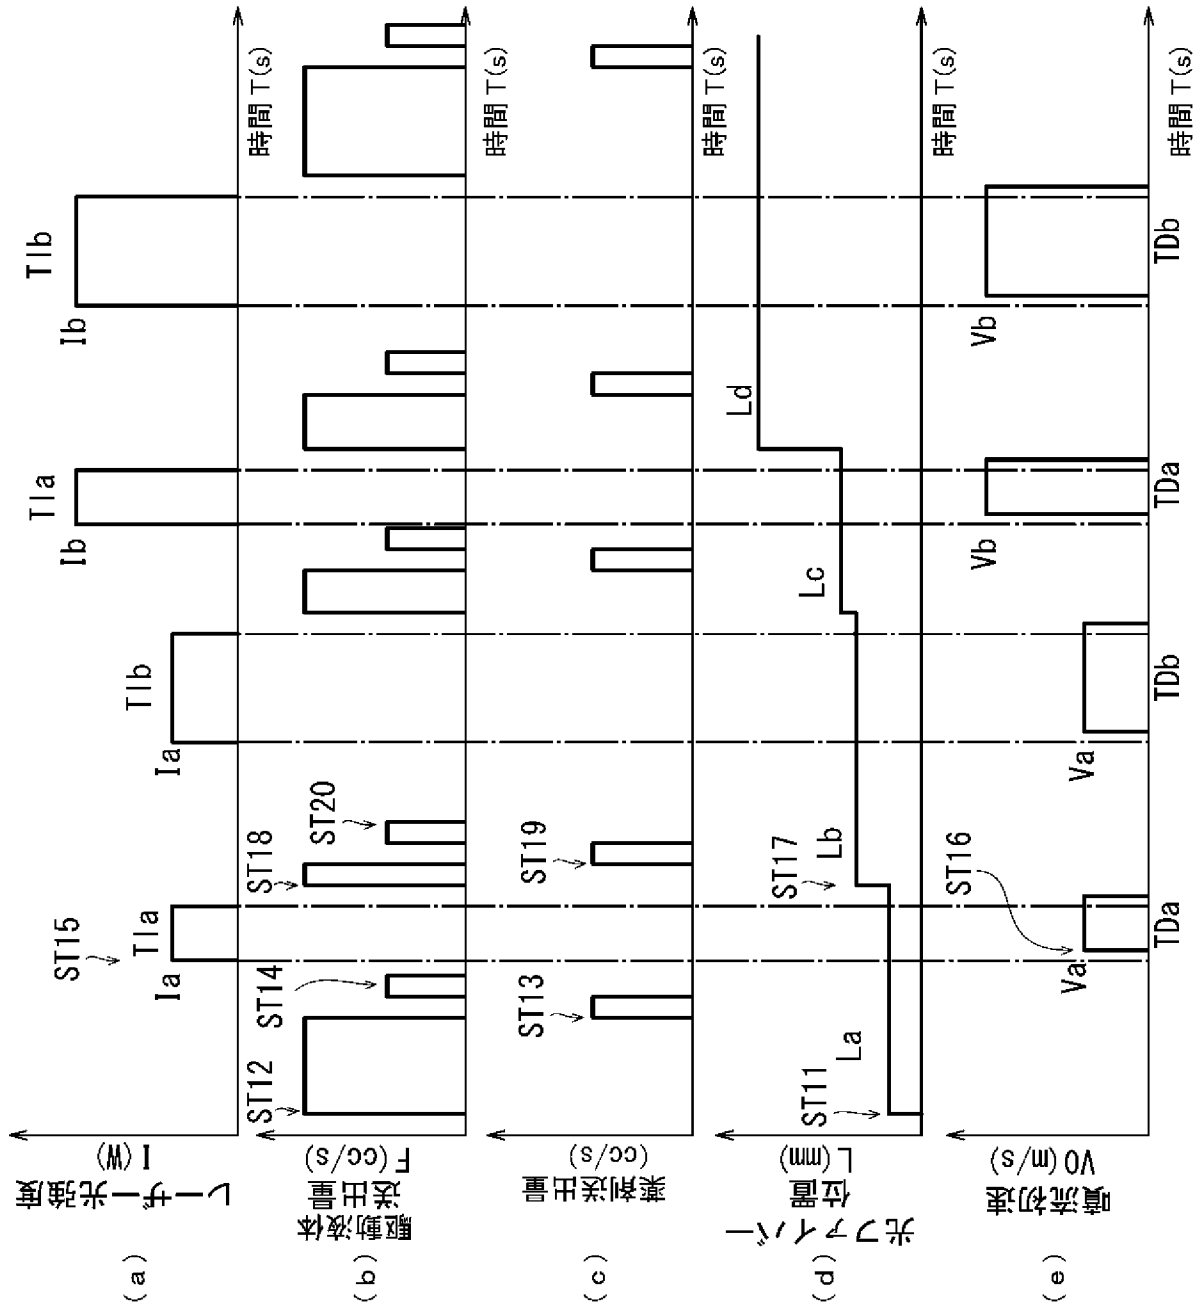 (a)
レーザー光強度
I(W)
ST15
Ia
TIa
Ia
TIb
Ib
TIa
Ib
TIb
時間 T(s)
(b)
駆動液体
送出量
F(cc/s)
ST12
ST14
ST18
ST20
時間 T(s)
(c)
薬剤送出量
(cc/s)
ST13
ST19
時間 T(s)
(d)
光ファイバー
位置
L(mm)
ST11
La
ST17
Lb
Lc
Ld
時間 T(s)
(e)
噴流初速
V0(m/s)
Va
ST16
Va
Vb
Vb
TDa
TDb
TDa
TDb
時間 T(s)